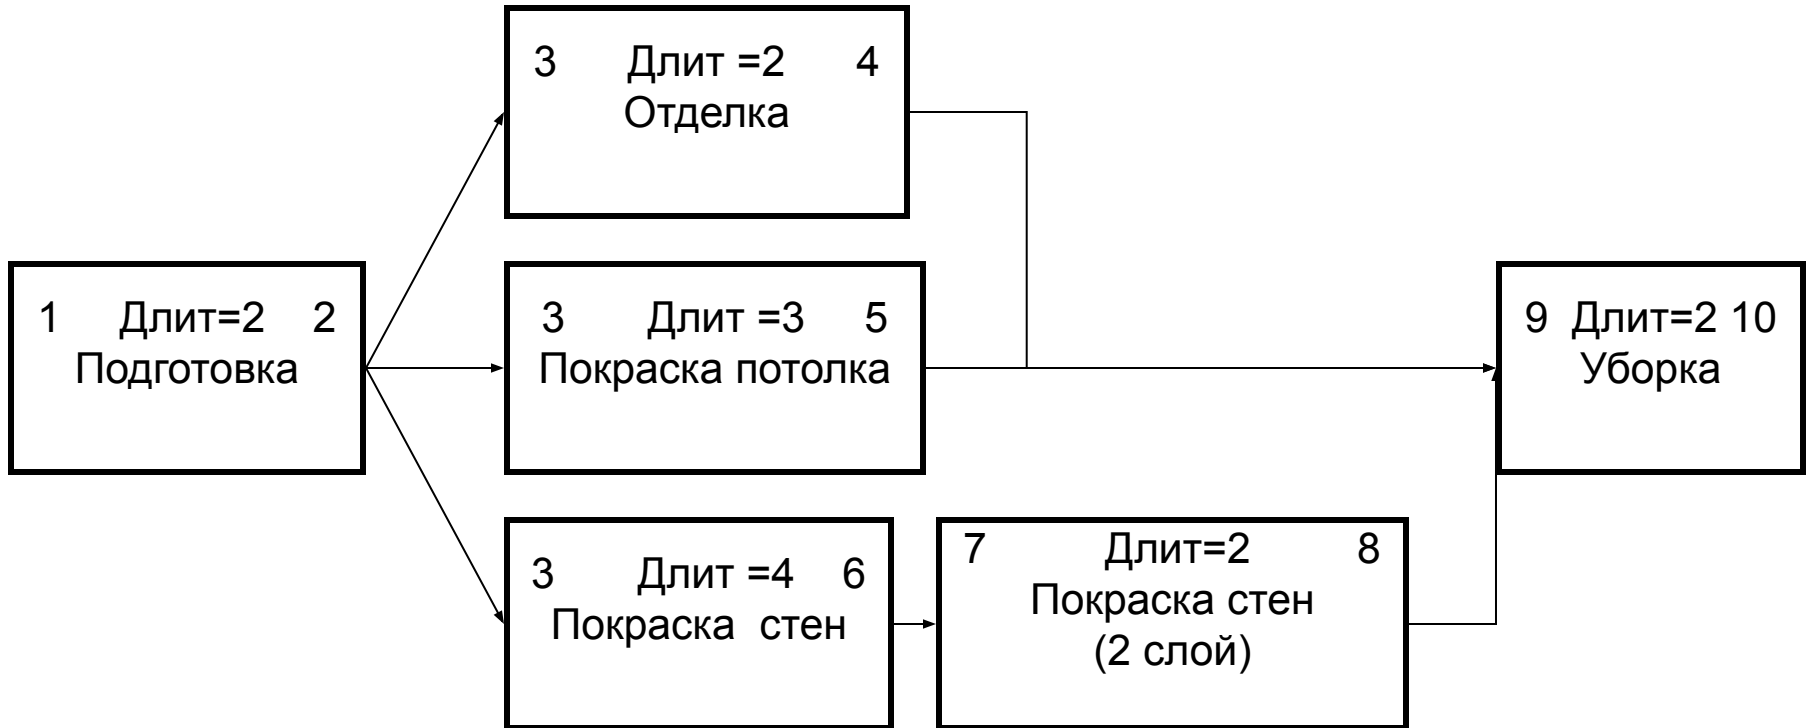 3 Длит =2 4
Отделка
1 Длит=2 2
Подготовка
3 Длит =3 5
Покраска потолка
9 Длит=2 10
Уборка
3 Длит =4 6
Покраска стен
7 Длит=2 8
Покраска стен
(2 слой)